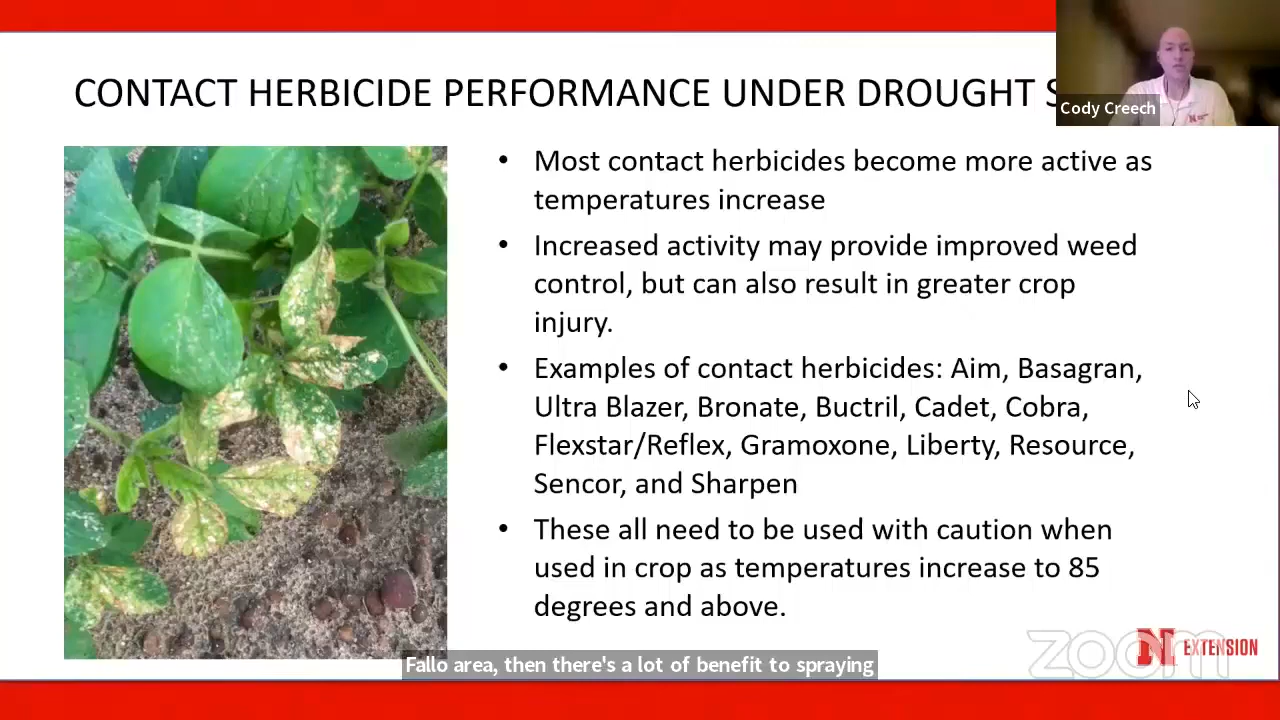 CONTACT HERBICIDE PERFORMANCE UNDER DROUGHT
Cody Creech
• Most contact herbicides become more active as
temperatures increase
• Increased activity may provide improved weed
control, but can also result in greater crop
injury.
• Examples of contact herbicides: Aim, Basagran,
Ultra Blazer, Bronate, Buctril, Cadet, Cobra,
Flexstar/Reflex, Gramoxone, Liberty, Resource,
Sencor, and Sharpen
• These all need to be used with caution when
used in crop as temperatures increase to 85
degrees and above.
zoom
N EXTENSION
Fallo area, then there's a lot of benefit to spraying